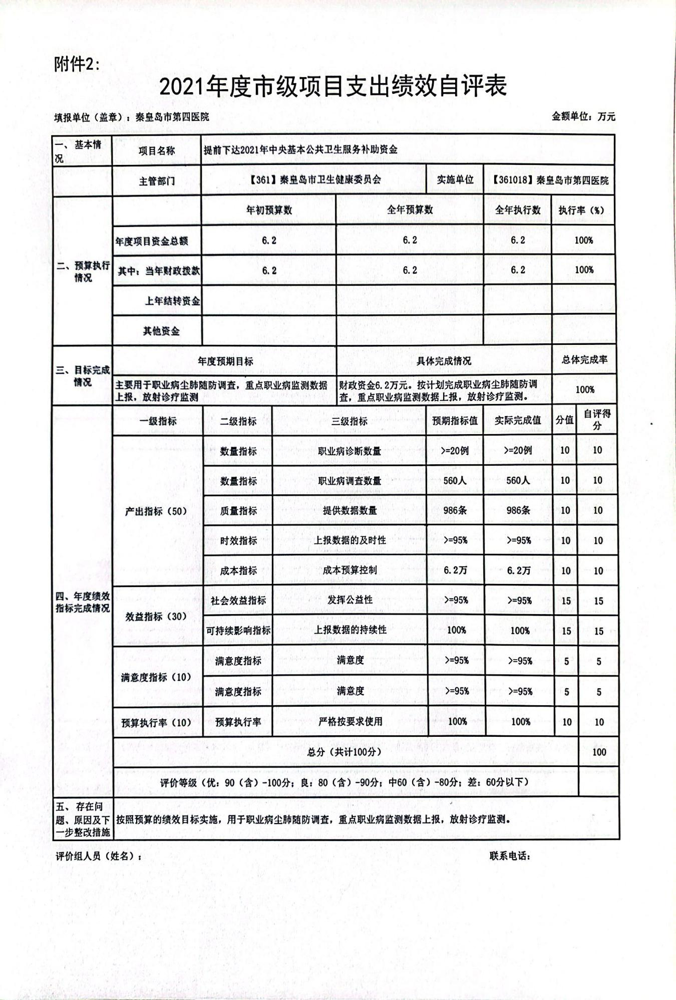 附件2：
2021年度市级项目支出绩效自评表
填报单位（盖章）：秦皇岛市第四医院 金额单位：万元
一、基本情况 项目名称 提前下达2021年中央基本公共卫生服务补助资金
主管部门 【361】秦皇岛市卫生健康委员会 实施单位 【361018】秦皇岛市第四医院
二、预算执行情况
年初预算数 全年预算数 全年执行数 执行率（%）
年度项目资金总额 6.2 6.2 6.2 100%
其中：当年财政拨款 6.2 6.2 6.2 100%
上年结转资金
其他资金
三、目标完成情况
年度预期目标 具体完成情况 总体完成率
主要用于职业病尘肺随防调查，重点职业病监测数据
上报，放射诊疗监测
财政资金6.2万元。按计划完成职业病尘肺随防调
查，重点职业病监测数据上报，放射诊疗监测。
100%
四、年度绩效
指标完成情况
一级指标 二级指标 三级指标 预期指标值 实际完成值 分值 自评得分
产出指标（50） 数量指标 职业病诊断数量 >=20例 >=20例 10 10
数量指标 职业病调查数量 560人 560人 10 10
质量指标 提供数据数量 986条 986条 10 10
时效指标 上报数据的及时性 >=95% >=95% 10 10
成本指标 成本预算控制 6.2万 6.2万 10 10
效益指标（30） 社会效益指标 发挥公益性 >=95% >=95% 15 15
可持续影响指标 上报数据的持续性 100% 100% 15 15
满意度指标（10） 满意度指标 满意度 >=95% >=95% 5 5
满意度指标 满意度 >=95% >=95% 5 5
预算执行率（10） 预算执行率 严格按要求使用 100% 100% 10 10
总分（共计100分） 100
评价等级（优：90（含）-100分；良：80（含）-90分；中60（含）-80分；差：60分以下）
五、存在问
题、原因及下
一步整改措施
按照预算的绩效目标实施，用于职业病尘肺随防调查，重点职业病监测数据上报，放射诊疗监测。
评价组人员（姓名）： 联系电话：